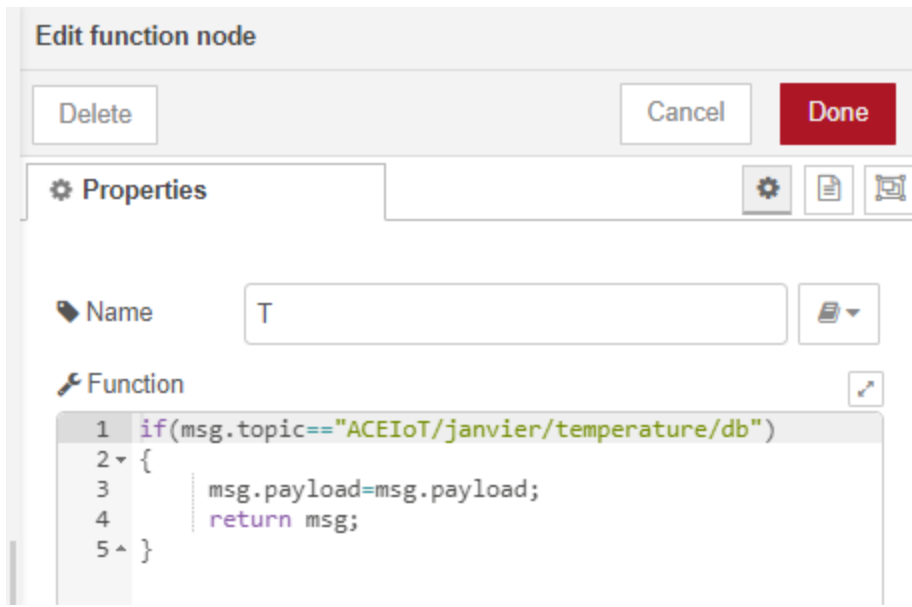 Edit function node
Delete Cancel Done
Properties
Name T
Function
1 if(msg.topic=="ACEIoT/janvier/temperature/db")
2 {
3 msg.payload=msg.payload;
4 return msg;
5 }